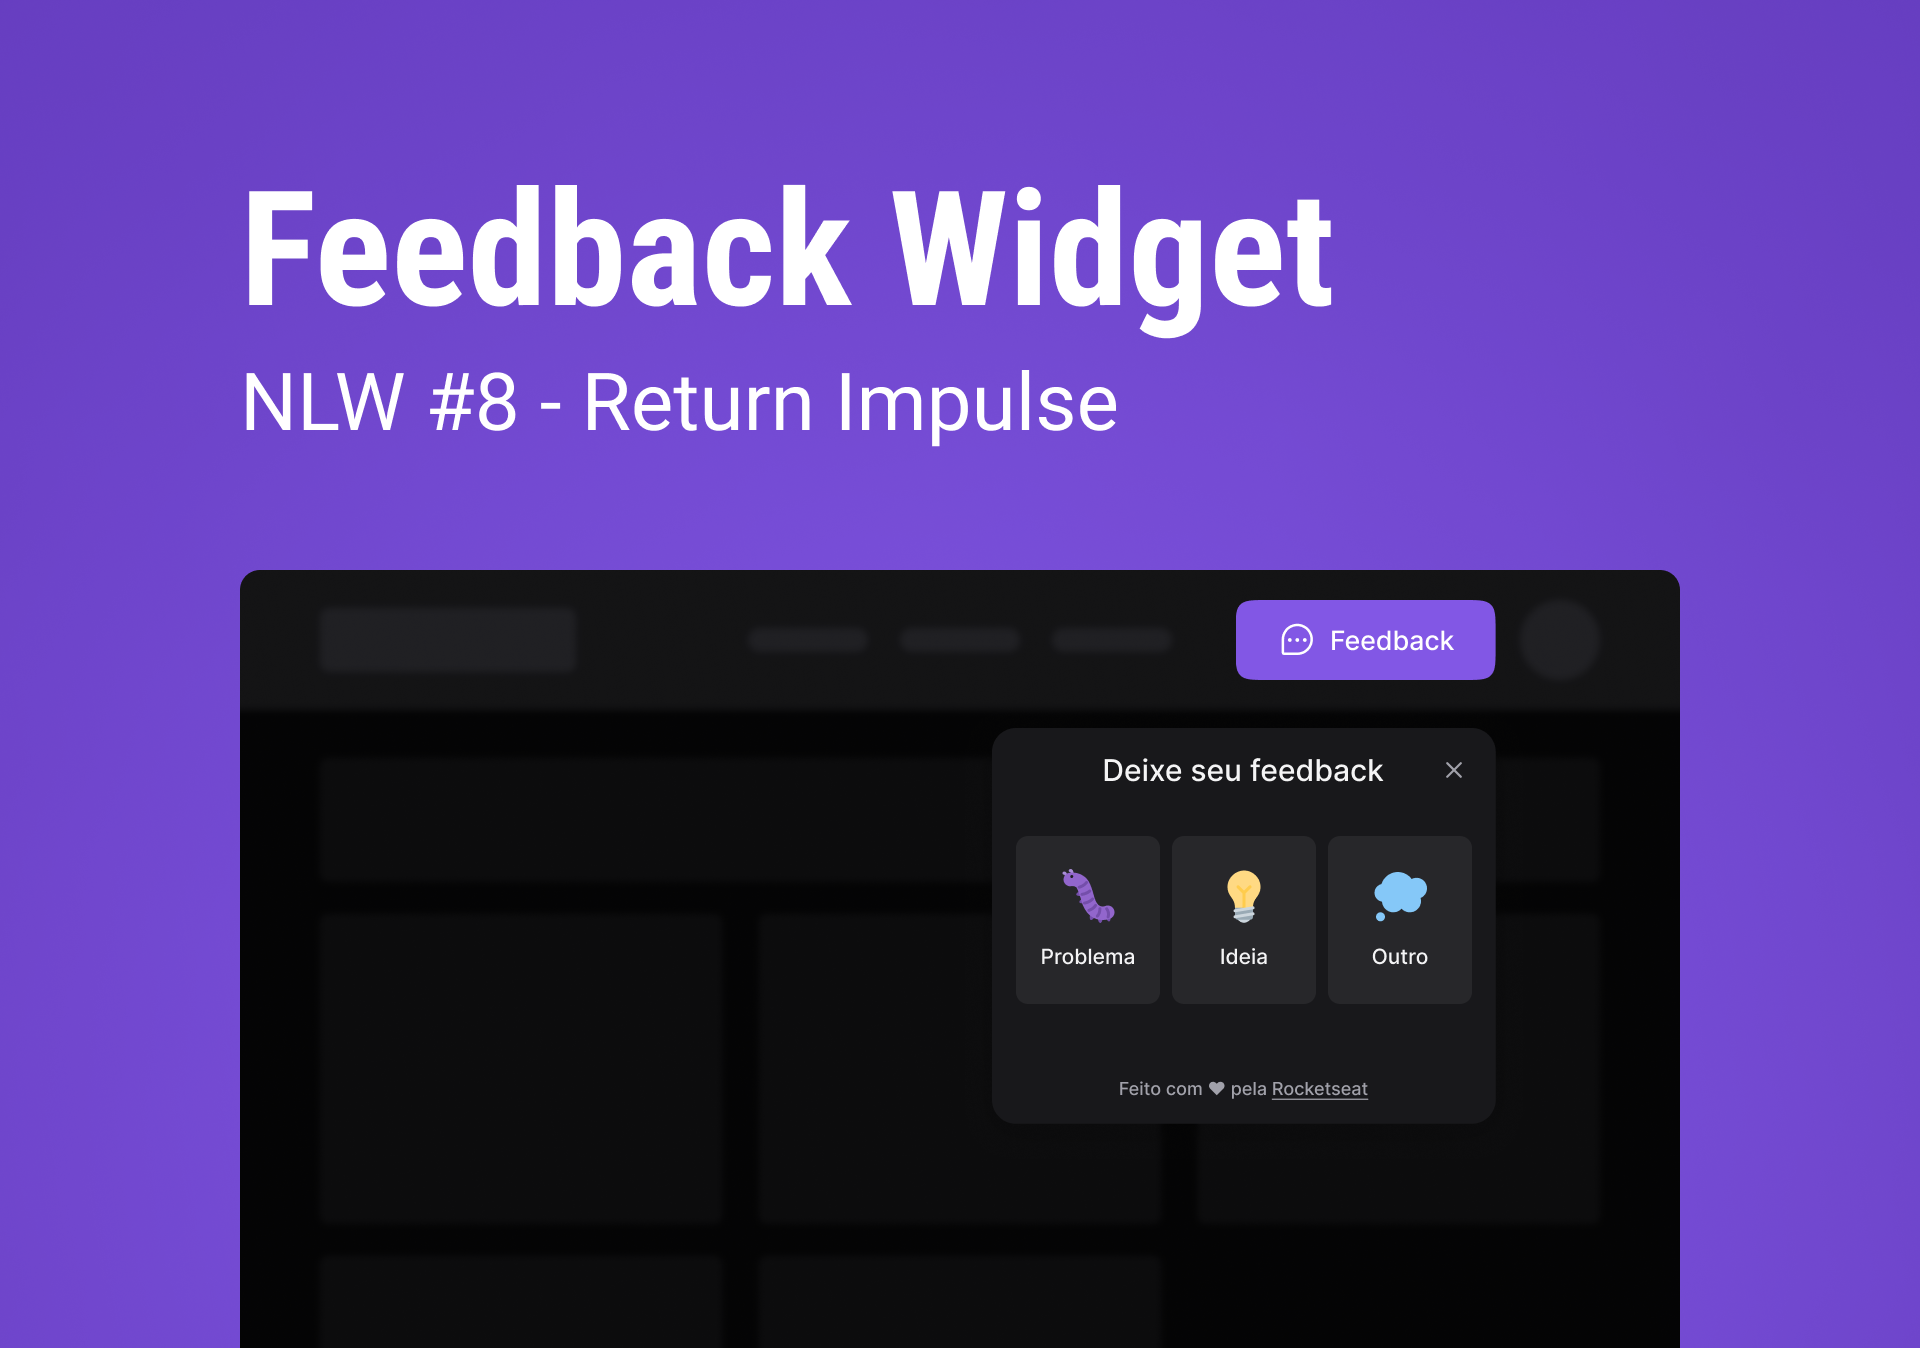 Feedback Widget
NLW #8 - Return Impulse
Feedback
Deixe seu feedback
Problema
Ideia
Outro
Feito com ♥ pela Rocketseat